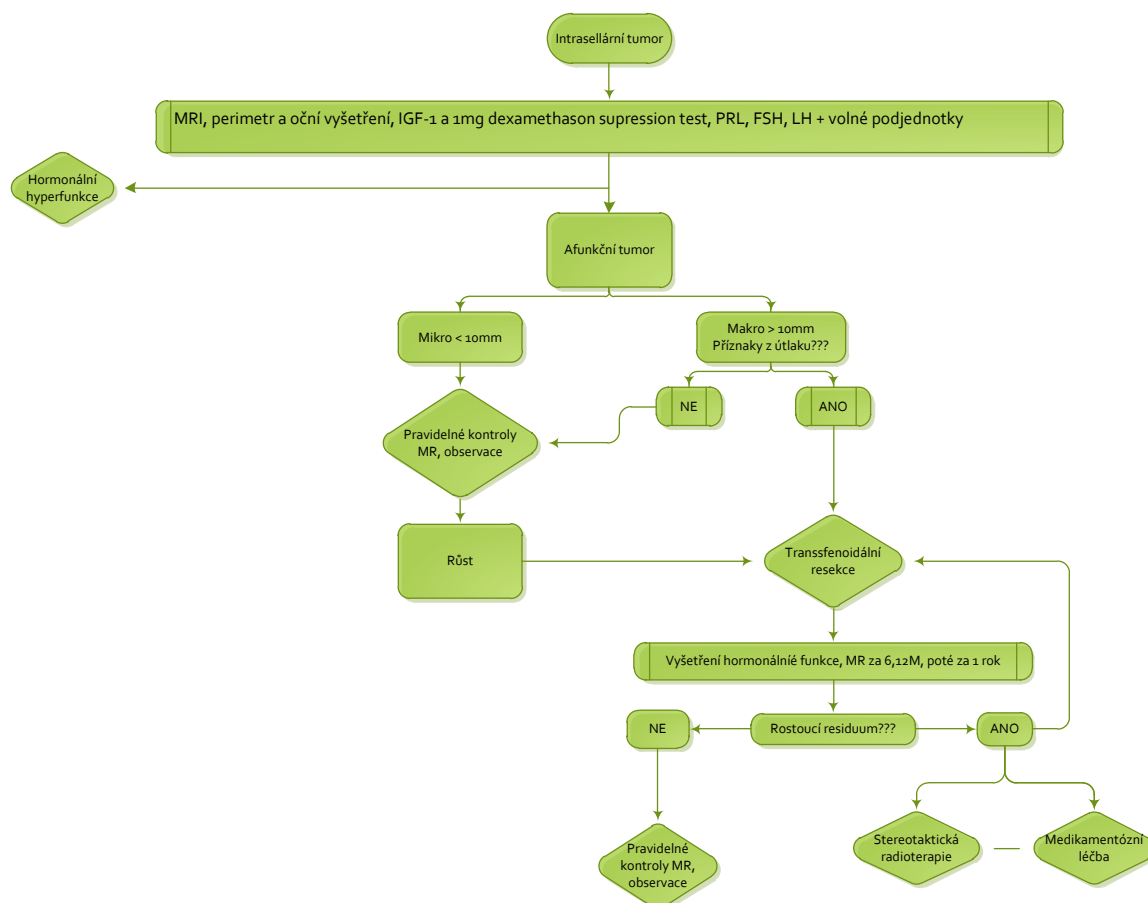 Intrasellární tumor
MRI, perimetr a oční vyšetření, IGF-1 a 1mg dexamethason supression test, PRL, FSH, LH + volné podjednotky
Hormonální
hyperfunkce
Afunkční tumor
Mikro < 10mm
Makro > 10mm
Příznaky z útlaku???
NE
ANO
Pravidelné kontroly
MR, observace
Růst
Transsfenoidální
resekce
Vyšetření hormonálníé funkce, MR za 6,12M, poté za 1 rok
NE
Rostoucí residuum???
ANO
Stereotaktická
radioterapie
Medikamentózní
léčba
Pravidelné
kontroly MR,
observace